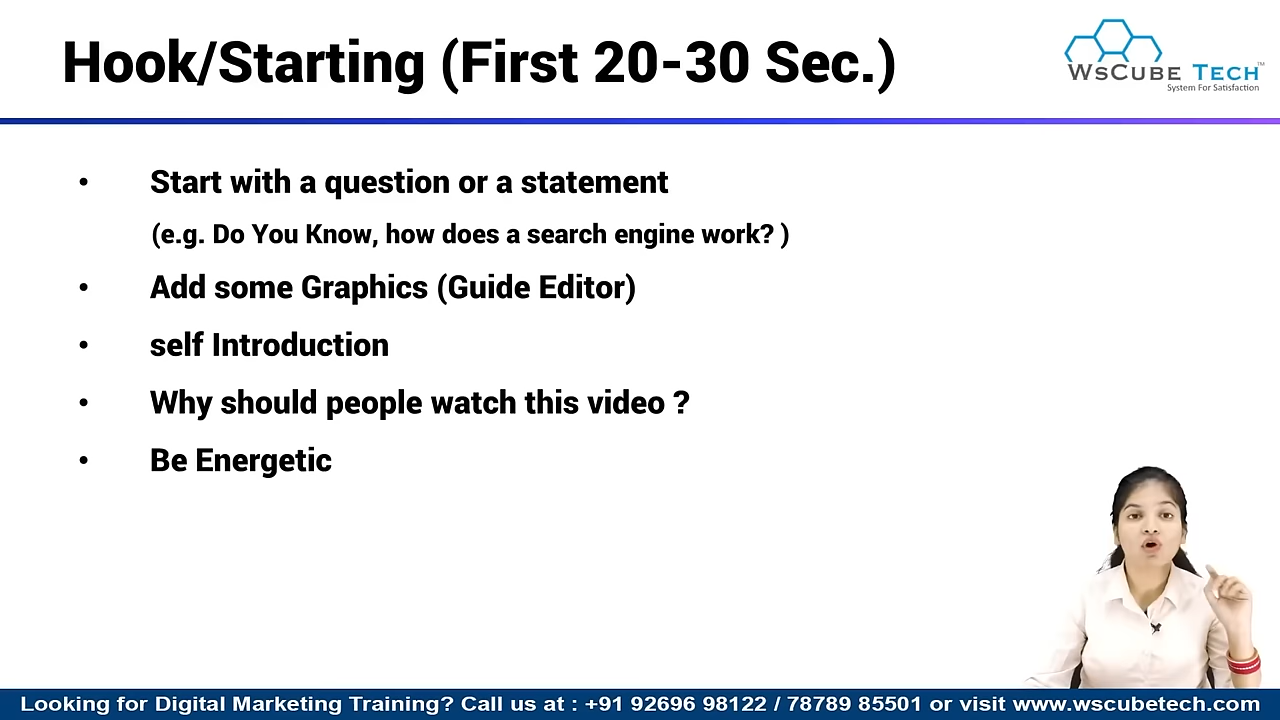 Hook/Starting (First 20-30 Sec.)
WsCube Tech™
System For Satisfaction
• Start with a question or a statement
(e.g. Do You Know, how does a search engine work? )
• Add some Graphics (Guide Editor)
• self Introduction
• Why should people watch this video ?
• Be Energetic
Looking for Digital Marketing Training? Call us at : +91 92696 98122 / 78789 85501 or visit www.wscubetech.com